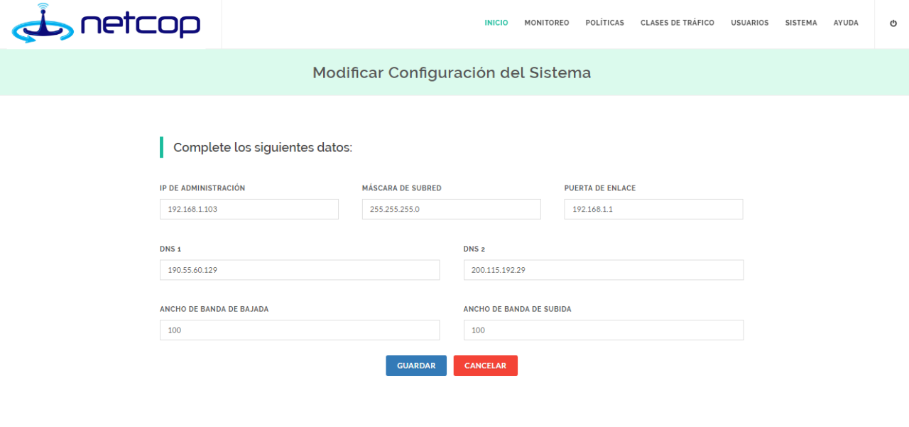 netcop
INICIO MONITOREO POLÍTICAS CLASES DE TRÁFICO USUARIOS SISTEMA AYUDA
Modificar Configuración del Sistema
Complete los siguientes datos:
IP DE ADMINISTRACIÓN MÁSCARA DE SUBRED PUERTA DE ENLACE
192.168.1.103 255.255.255.0 192.168.1.1
DNS 1 DNS 2
190.55.60.129 200.115.192.29
ANCHO DE BANDA DE BAJADA ANCHO DE BANDA DE SUBIDA
100 100
GUARDAR CANCELAR